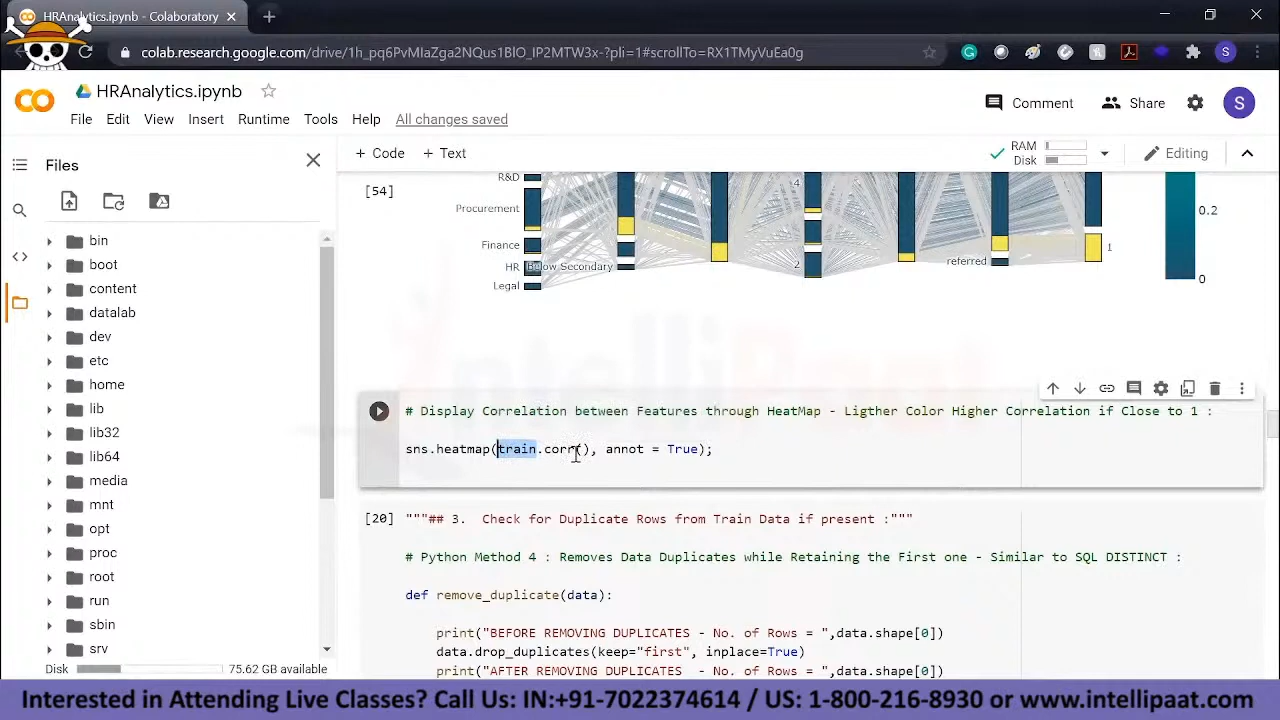 HRAnalytics.ipynb - Colaboratory
colab.research.google.com/drive/
?pli=1#scrollTo=RX1TMVVuEa0g
HRAnalytics.ipynb
File Edit View Insert Runtime Tools Help All changes saved
Comment
Share
S
Files
+ Code + Text
RAM
Disk
Editing
bin
boot
content
datalab
dev
etc
home
lib
lib32
lib64
media
mnt
opt
proc
root
run
sbin
srv
Disk 75.62 GB available
[54]
R&D
Procurement
Finance
HR
Below Secondary
Legal
4
2
referred
1
0.2
0
# Display Correlation between Features through HeatMap - Ligther Color Higher Correlation if Close to 1 :
sns.heatmap(train.corr(), annot = True);
[20] """## 3. Check for Duplicate Rows from Train Data if present :"""
# Python Method 4 : Removes Data Duplicates while Retaining the First one - Similar to SQL DISTINCT :
def remove_duplicate(data):
print("BEFORE REMOVING DUPLICATES - No. of Rows = ",data.shape[0])
data.drop_duplicates(keep="first", inplace=True)
print("AFTER REMOVING DUPLICATES - No. of Rows = ",data.shape[0])
Interested in Attending Live Classes? Call Us: IN:+91-7022374614 / US: 1-800-216-8930 or www.intellipaat.com